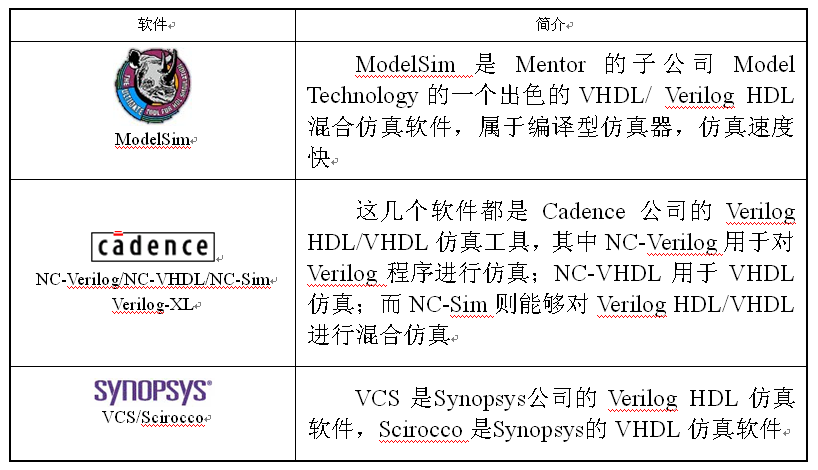 软件
简介
THE ULTIMATE TOOL FOR HDL SIMULATION
ModelSim
ModelSim 是 Mentor 的子公司 Model
Technology 的一个出色的 VHDL/ Verilog HDL
混合仿真软件，属于编译型仿真器，仿真速度
快
cādence
NC-Verilog/NC-VHDL/NC-Sim
Verilog-XL
这几个软件都是 Cadence 公司的 Verilog
HDL/VHDL 仿真工具，其中 NC-Verilog 用于对
Verilog 程序进行仿真；NC-VHDL 用于 VHDL
仿真；而 NC-Sim 则能够对 Verilog HDL/VHDL
进行混合仿真
SYNOPSYS®
VCS/Scirocco
VCS 是Synopsys公司的 Verilog HDL 仿真
软件，Scirocco 是Synopsys的 VHDL 仿真软件